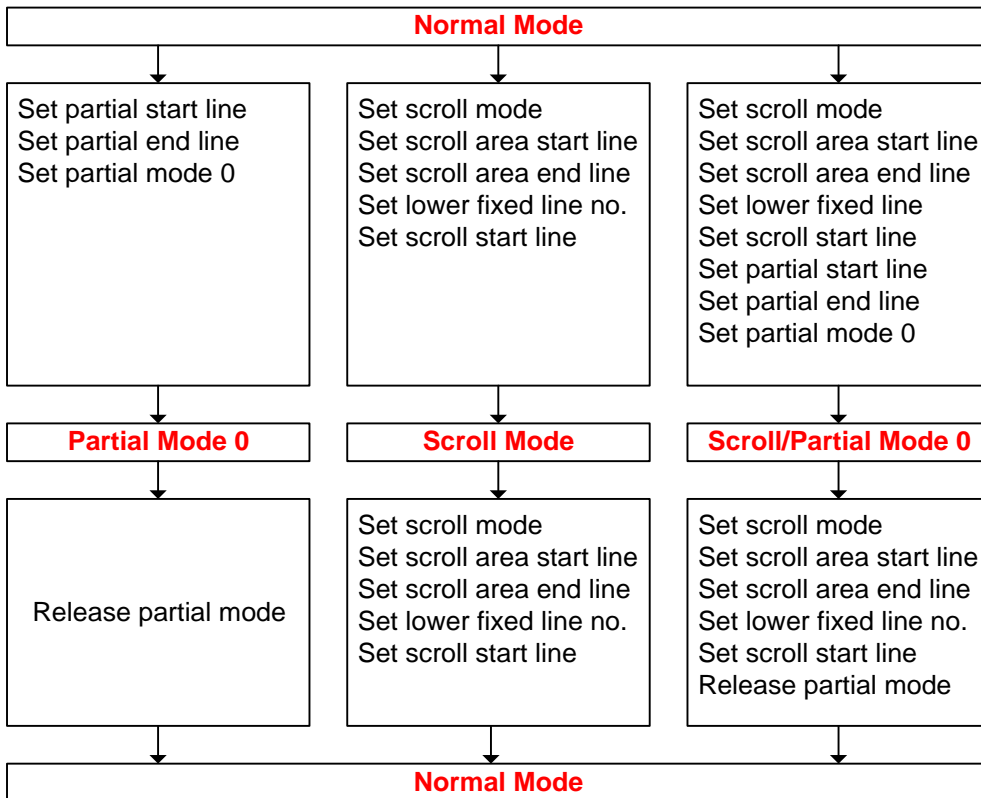 Normal Mode
Set partial start line
Set partial end line
Set partial mode 0
Set scroll mode
Set scroll area start line
Set scroll area end line
Set lower fixed line no.
Set scroll start line
Set scroll mode
Set scroll area start line
Set scroll area end line
Set lower fixed line
Set scroll start line
Set partial start line
Set partial end line
Set partial mode 0
Partial Mode 0
Scroll Mode
Scroll/Partial Mode 0
Release partial mode
Set scroll mode
Set scroll area start line
Set scroll area end line
Set lower fixed line no.
Set scroll start line
Set scroll mode
Set scroll area start line
Set scroll area end line
Set lower fixed line no.
Set scroll start line
Release partial mode
Normal Mode